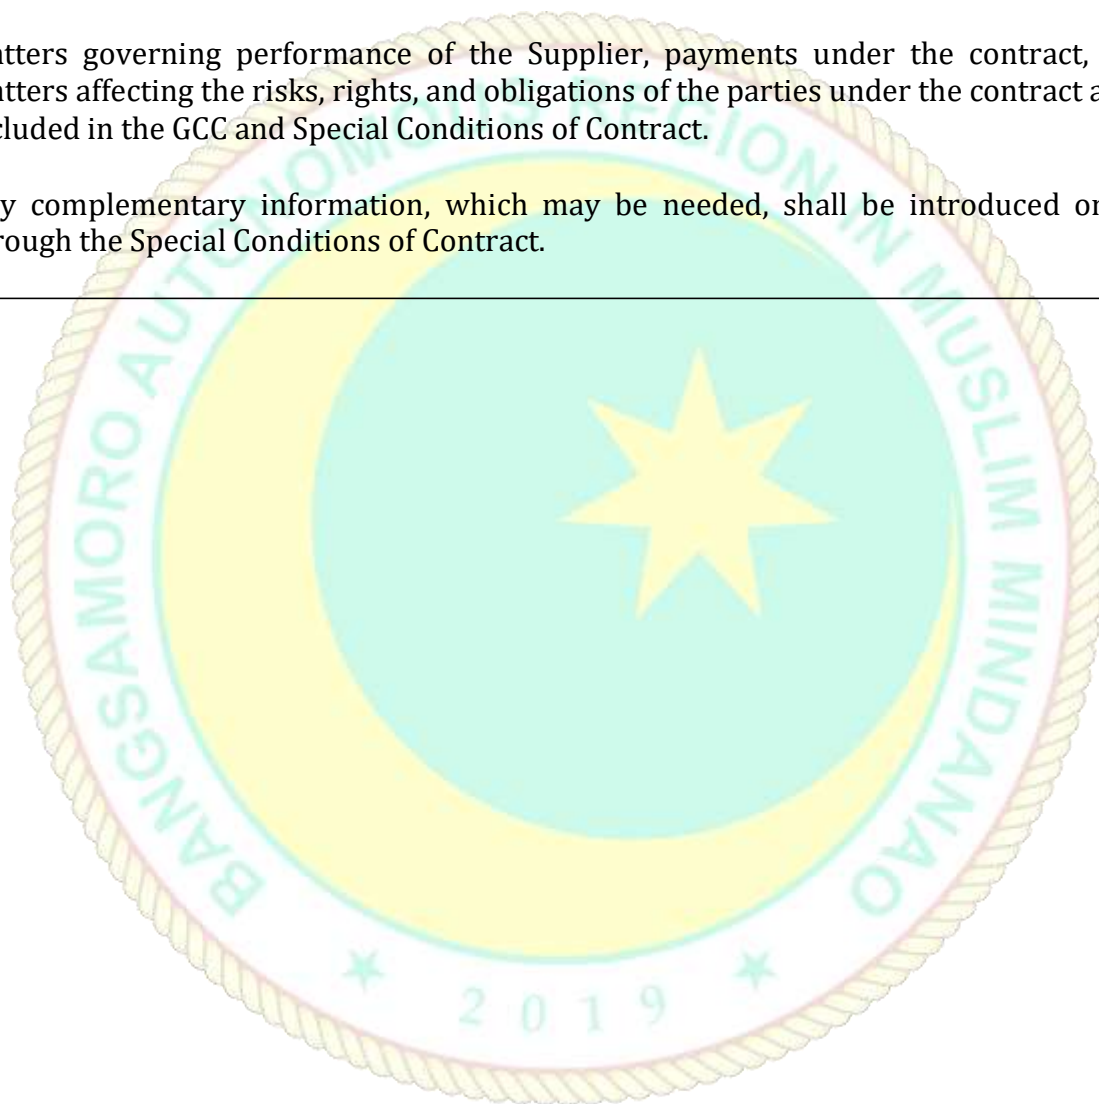 tters governing performance of the Supplier, payments under the contract,
tters affecting the risks, rights, and obligations of the parties under the contract a
cluded in the GCC and Special Conditions of Contract.
y complementary information, which may be needed, shall be introduced on
rough the Special Conditions of Contract.
BANGSAMORO AUTONOMOUS REGION IN MUSLIM MINDANAO
2019